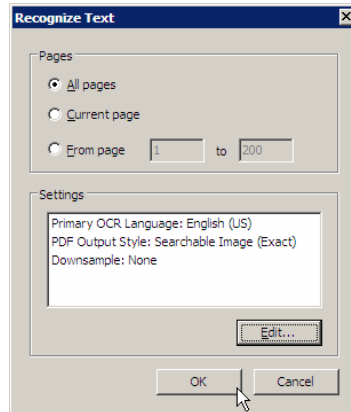 Recognize Text
Pages
All pages
Current page
From page 1 to 200
Settings
Primary OCR Language: English (US)
PDF Output Style: Searchable Image (Exact)
Downsample: None
Edit...
OK Cancel